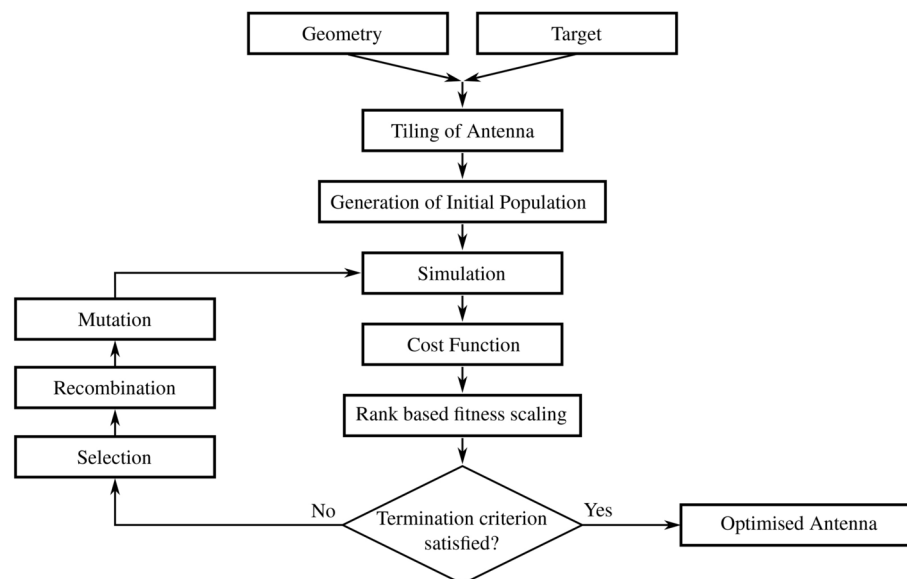 Geometry
Target
Tiling of Antenna
Generation of Initial Population
Simulation
Mutation
Cost Function
Recombination
Rank based fitness scaling
Selection
No
Yes
Termination criterion
satisfied?
Optimised Antenna